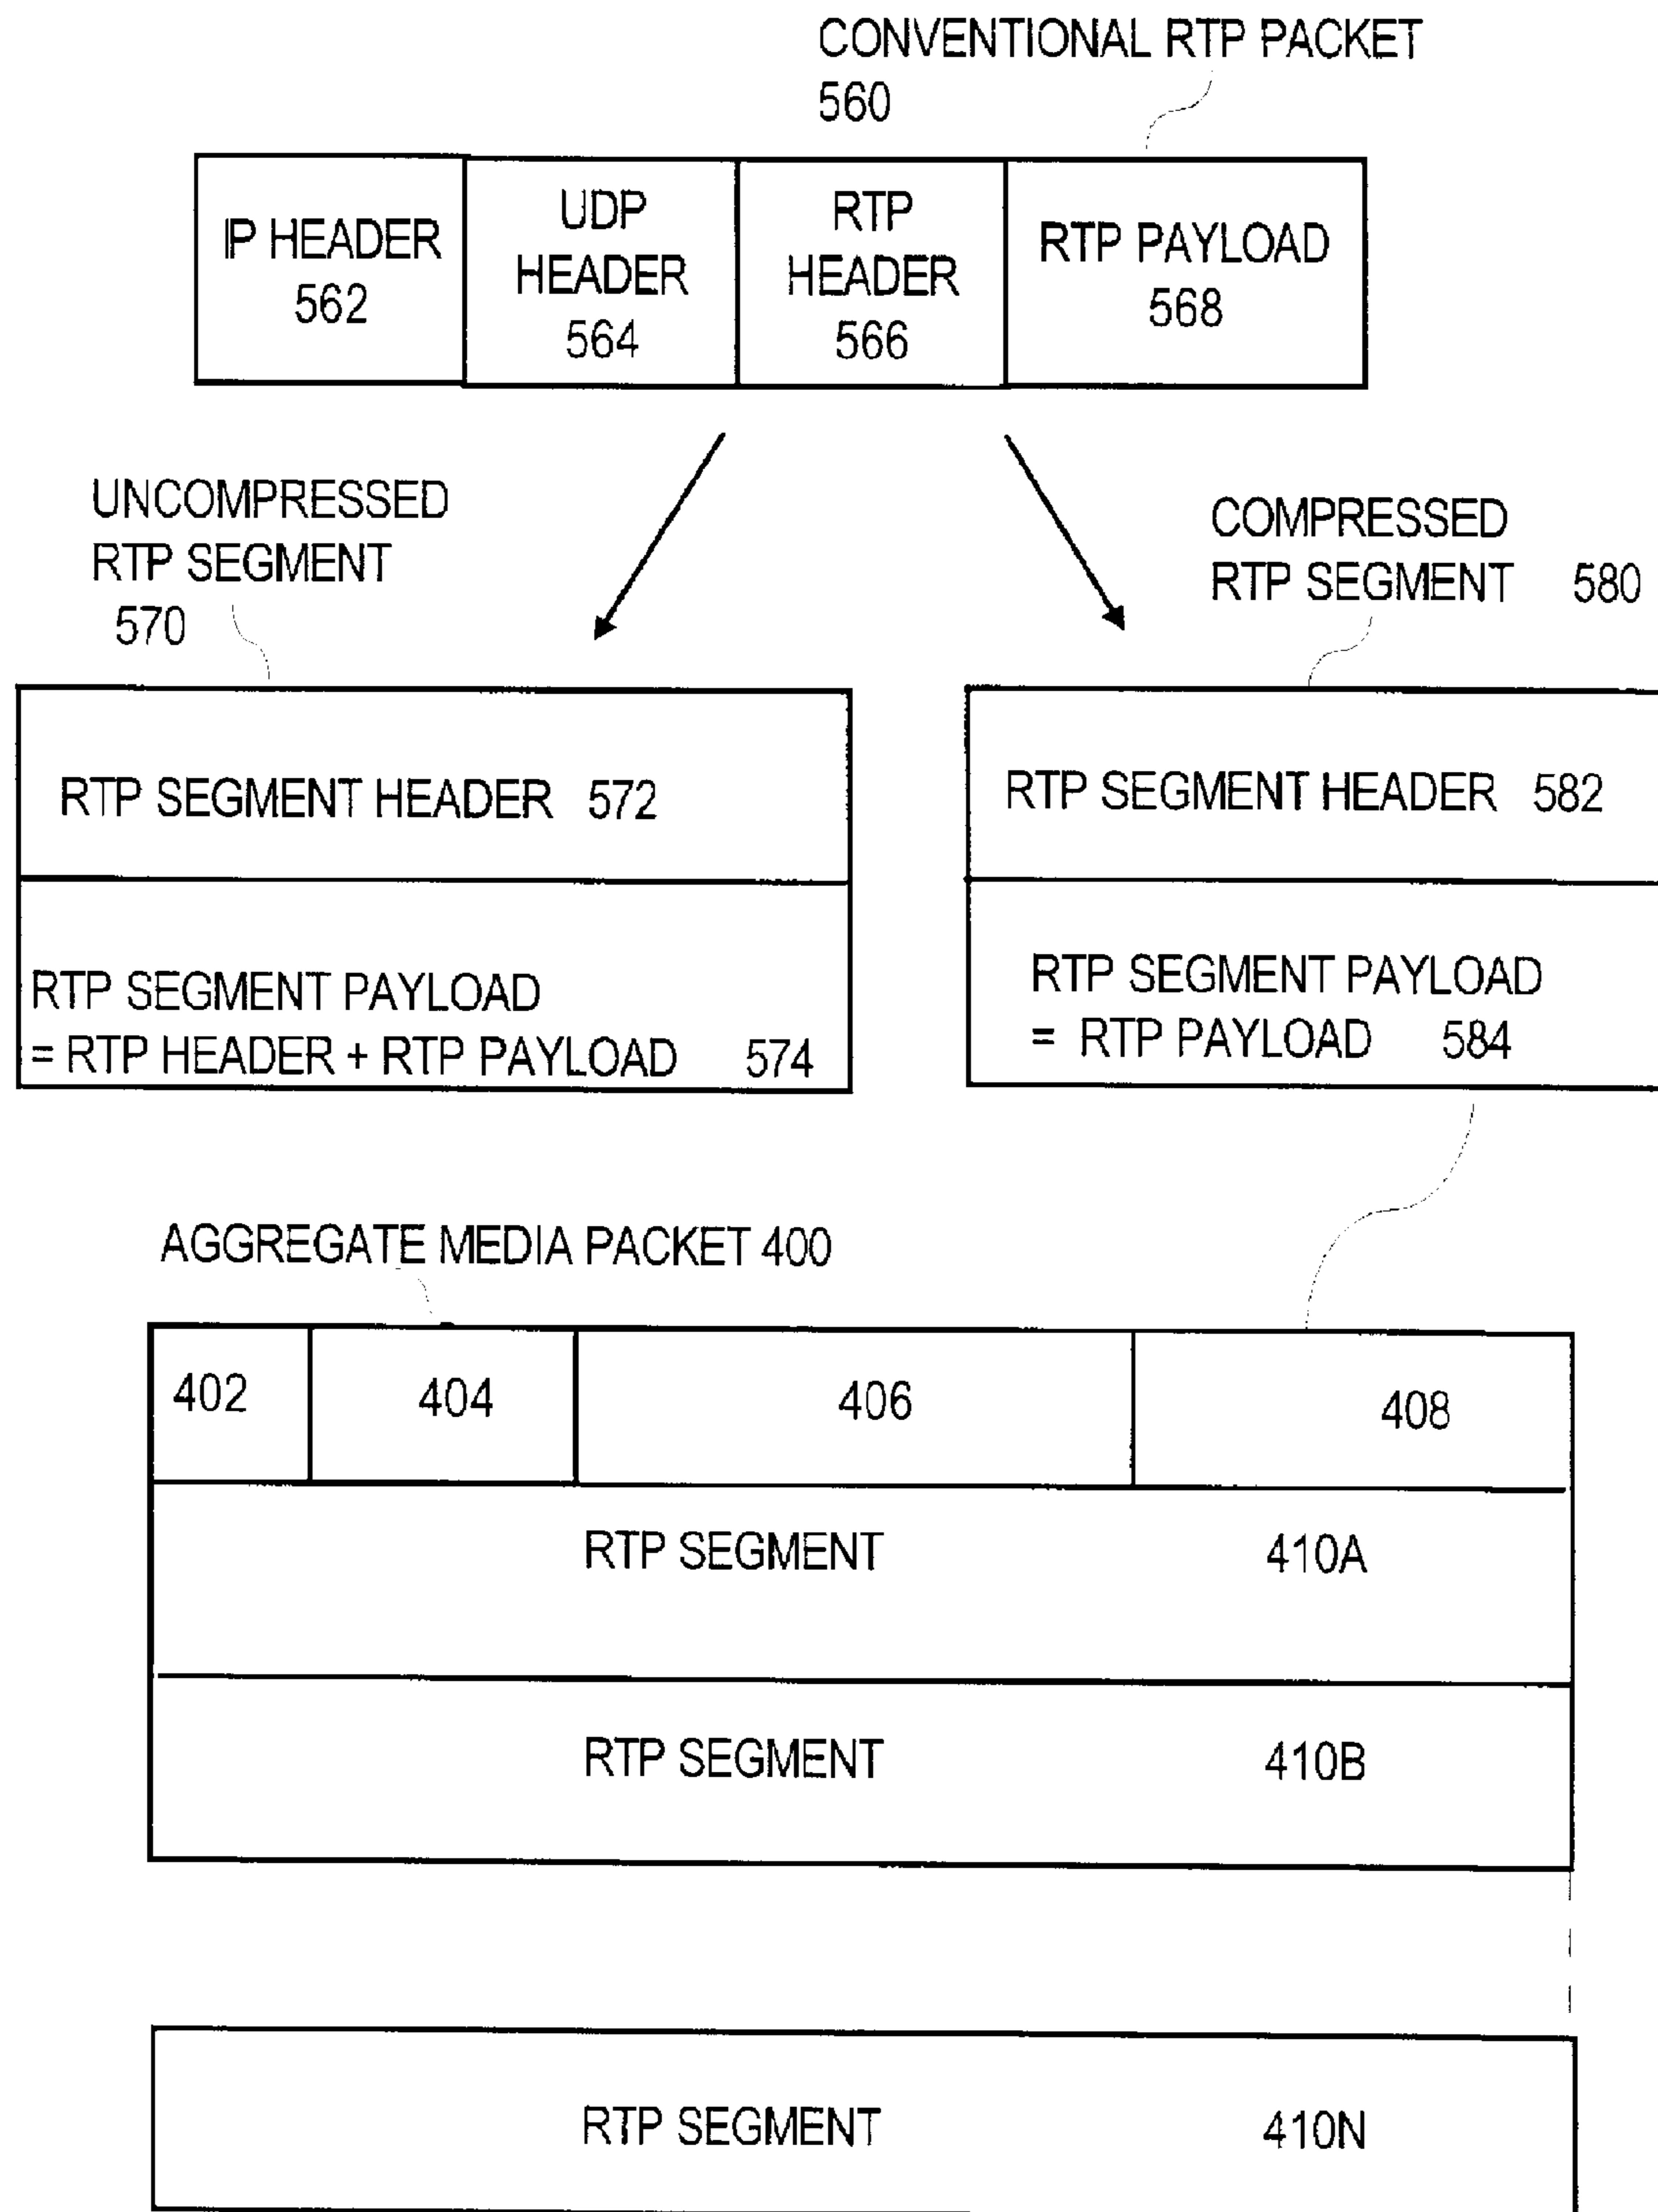 CONVENTIONAL RTP PACKET
560
IP HEADER
562
UDP
HEADER
564
RTP
HEADER
566
RTP PAYLOAD
568
UNCOMPRESSED
RTP SEGMENT
570
COMPRESSED
RTP SEGMENT 580
RTP SEGMENT HEADER 572
RTP SEGMENT PAYLOAD
= RTP HEADER + RTP PAYLOAD 574
RTP SEGMENT HEADER 582
RTP SEGMENT PAYLOAD
= RTP PAYLOAD 584
AGGREGATE MEDIA PACKET 400
402 404 406 408
RTP SEGMENT 410A
RTP SEGMENT 410B
RTP SEGMENT 410N